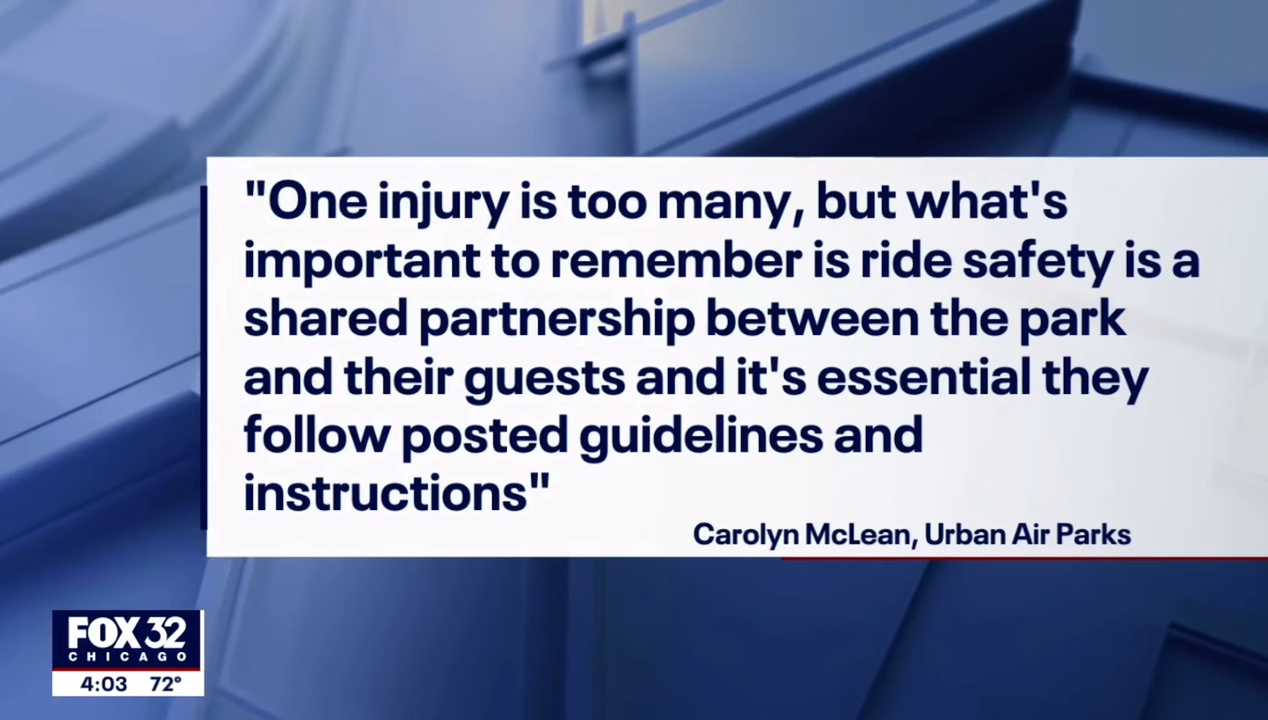 "One injury is too many, but what's
important to remember is ride safety is a
shared partnership between the park
and their guests and it's essential they
follow posted guidelines and
instructions"
Carolyn McLean, Urban Air Parks
FOX 32
CHICAGO
4:03 72°